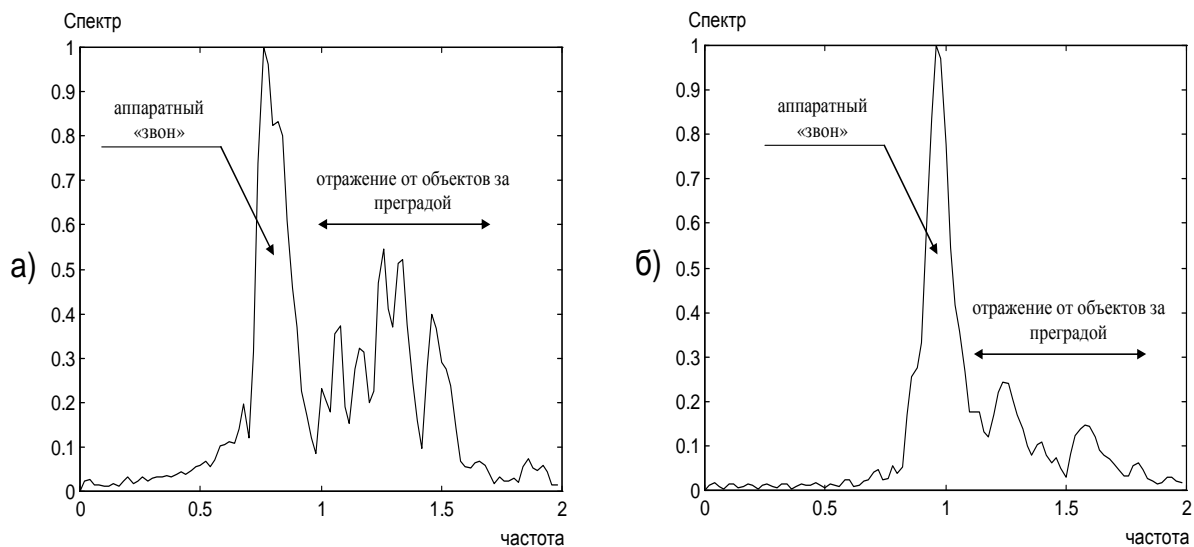 Спектр
1
0.9
0.8
0.7
0.6
0.5
0.4
0.3
0.2
0.1
0
0
0.5
1
1.5
2
частота
аппаратный
«звон»
отражение от объектов за
преградой
а)
Спектр
1
0.9
0.8
0.7
0.6
0.5
0.4
0.3
0.2
0.1
0
0
0.5
1
1.5
2
частота
аппаратный
«звон»
отражение от объектов за
преградой
б)